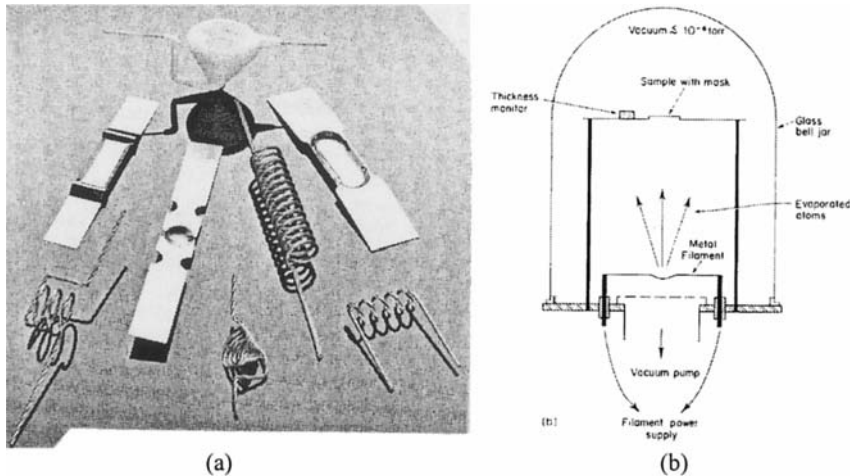 Vacuum ≲ 10⁻⁶ torr
Sample with mask
Thickness
monitor
Glass
bell jar
Evaporated
atoms
Metal
Filament
Vacuum pump
(b)
Filament power
supply
(a)
(b)